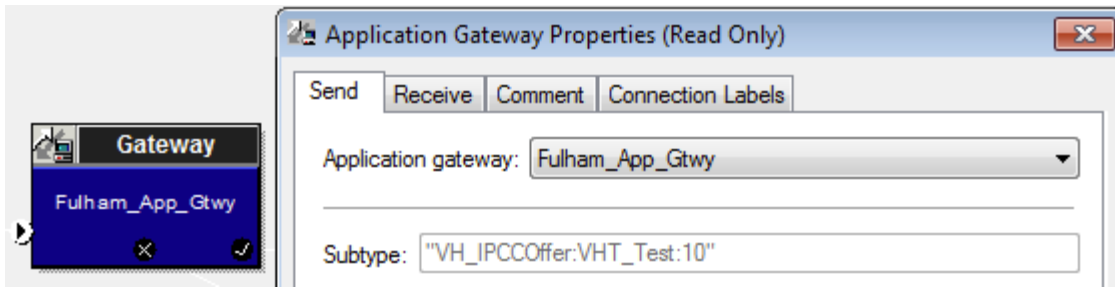 Application Gateway Properties (Read Only)
Send Receive Comment Connection Labels
Gateway
Fulham_App_Gtwy
Application gateway: Fulham_App_Gtwy
Subtype: "VH_IPCCOffer:VHT_Test:10"